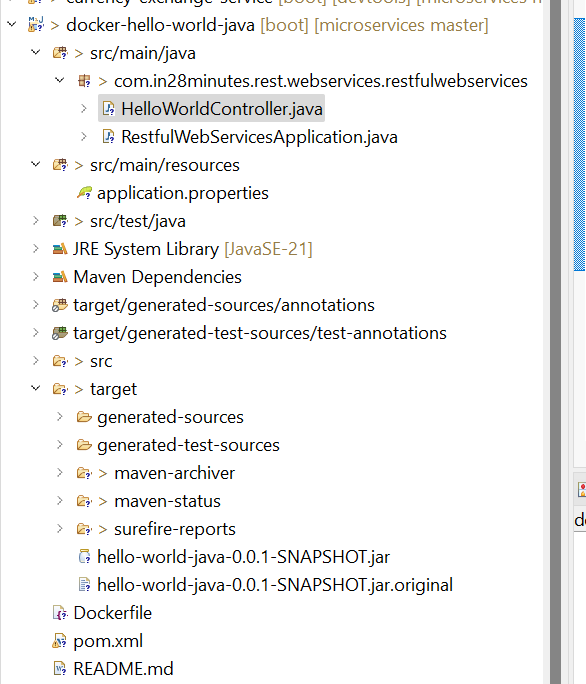 > currency-exchange-service [boot] [devtools] [microservices m
> docker-hello-world-java [boot] [microservices master]
> src/main/java
> com.in28minutes.rest.webservices.restfulwebservices
> HelloWorldController.java
> RestfulWebServicesApplication.java
> src/main/resources
application.properties
> src/test/java
JRE System Library [JavaSE-21]
Maven Dependencies
target/generated-sources/annotations
target/generated-test-sources/test-annotations
> src
> target
generated-sources
generated-test-sources
> maven-archiver
> maven-status
> surefire-reports
hello-world-java-0.0.1-SNAPSHOT.jar
hello-world-java-0.0.1-SNAPSHOT.jar.original
Dockerfile
pom.xml
README.md